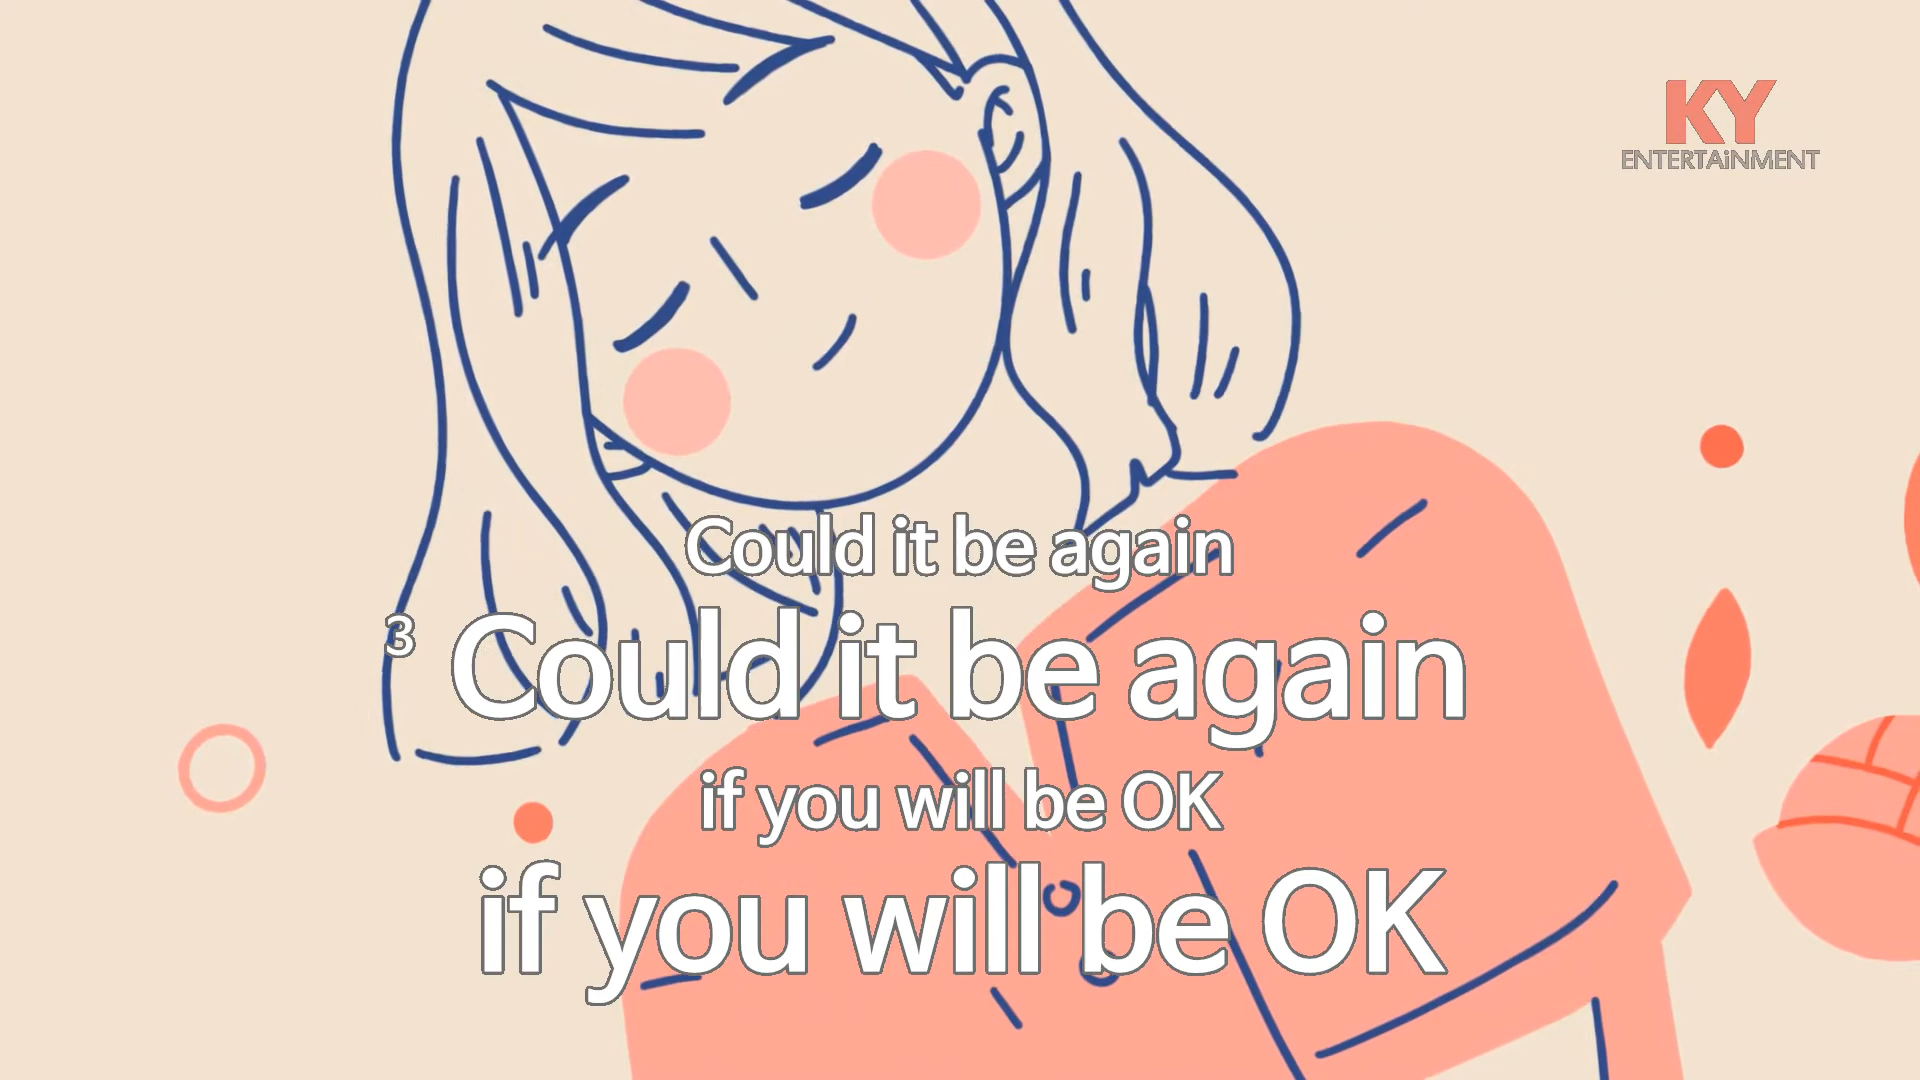 KY
ENTERTAiNMENT
Could it be again
3 Could it be again
if you will be OK
if you will be OK